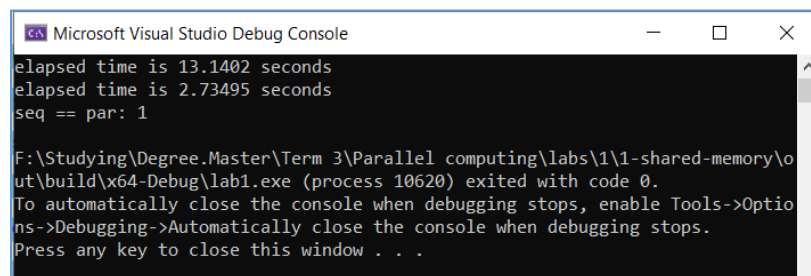 Microsoft Visual Studio Debug Console
elapsed time is 13.1402 seconds
elapsed time is 2.73495 seconds
seq == par: 1
F:\Studying\Degree.Master\Term 3\Parallel computing\labs\1\1-shared-memory\o
ut\build\x64-Debug\lab1.exe (process 10620) exited with code 0.
To automatically close the console when debugging stops, enable Tools->Optio
ns->Debugging->Automatically close the console when debugging stops.
Press any key to close this window . . .